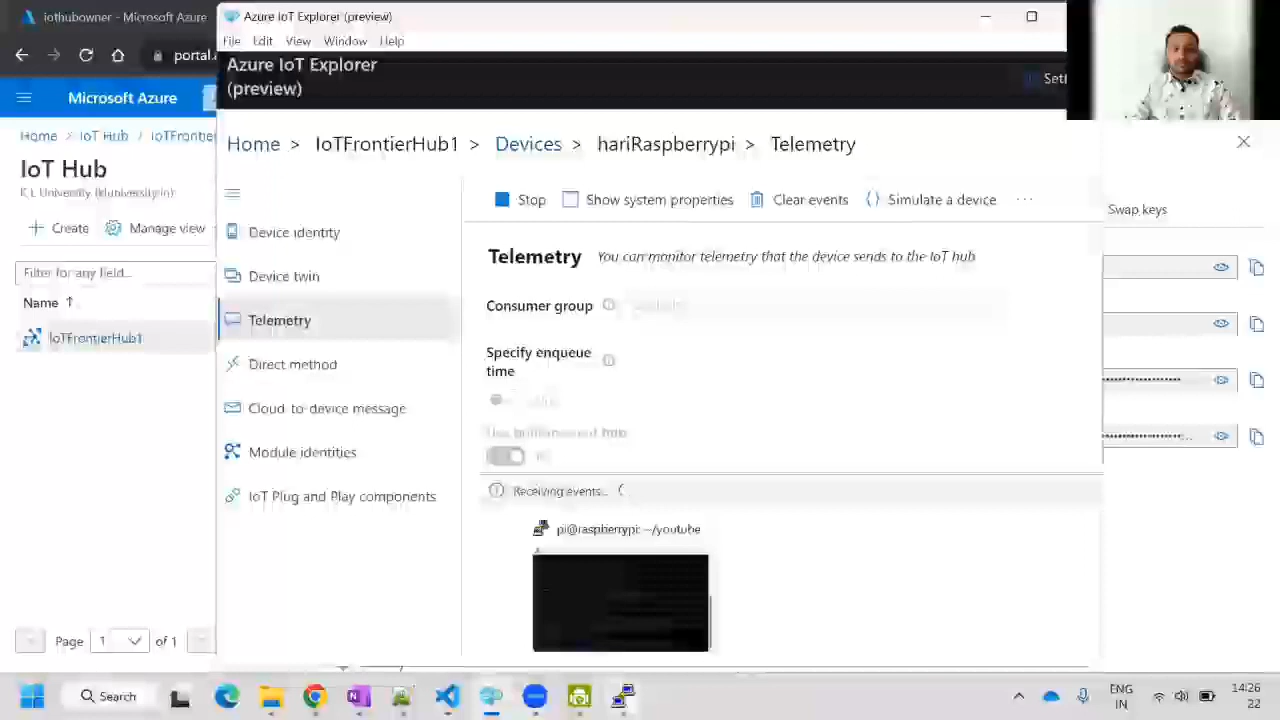 iothubowner - Microsoft Azure
Azure IoT Explorer (preview)
File Edit View Window Help
portal.
Azure IoT Explorer
(preview)
Microsoft Azure
Home > IoT Hub > IoTFrontier
IoT Hub
+ Create Manage view
Filter for any field...
Name ↑
IoTFrontierHub1
Page 1 of 1
Home > IoTFrontierHub1 > Devices > hariRaspberrypi > Telemetry
Device identity
Device twin
Telemetry
Direct method
Cloud-to-device message
Module identities
IoT Plug and Play components
Stop Show system properties Clear events Simulate a device ...
Telemetry You can monitor telemetry that the device sends to the IoT hub
Consumer group
Specify enqueue
time
Receiving events...
pi@raspberrypi: ~/youtube
Swap keys
Search
ENG
IN
14:26
22